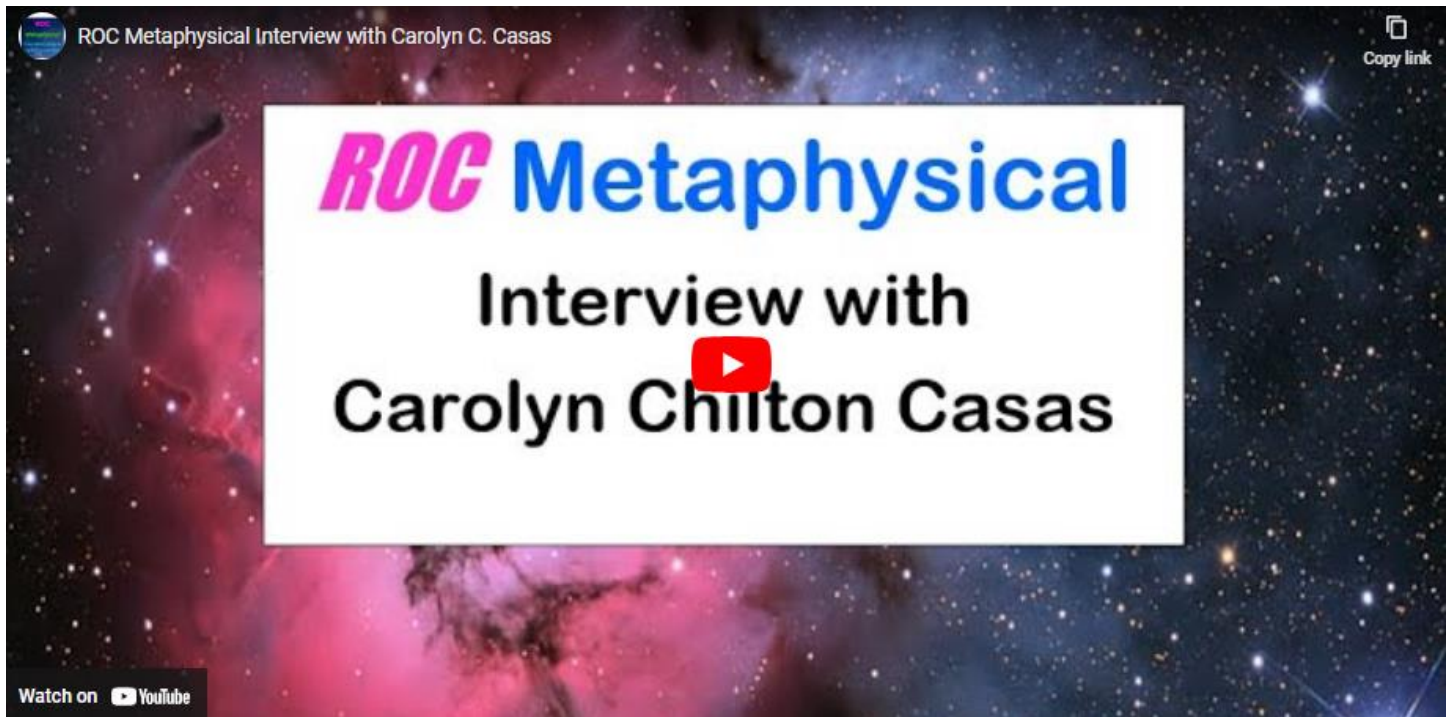 ROC Metaphysical Interview with Carolyn C. Casas
Copy link
ROC Metaphysical
Interview with
Carolyn Chilton Casas
Watch on YouTube